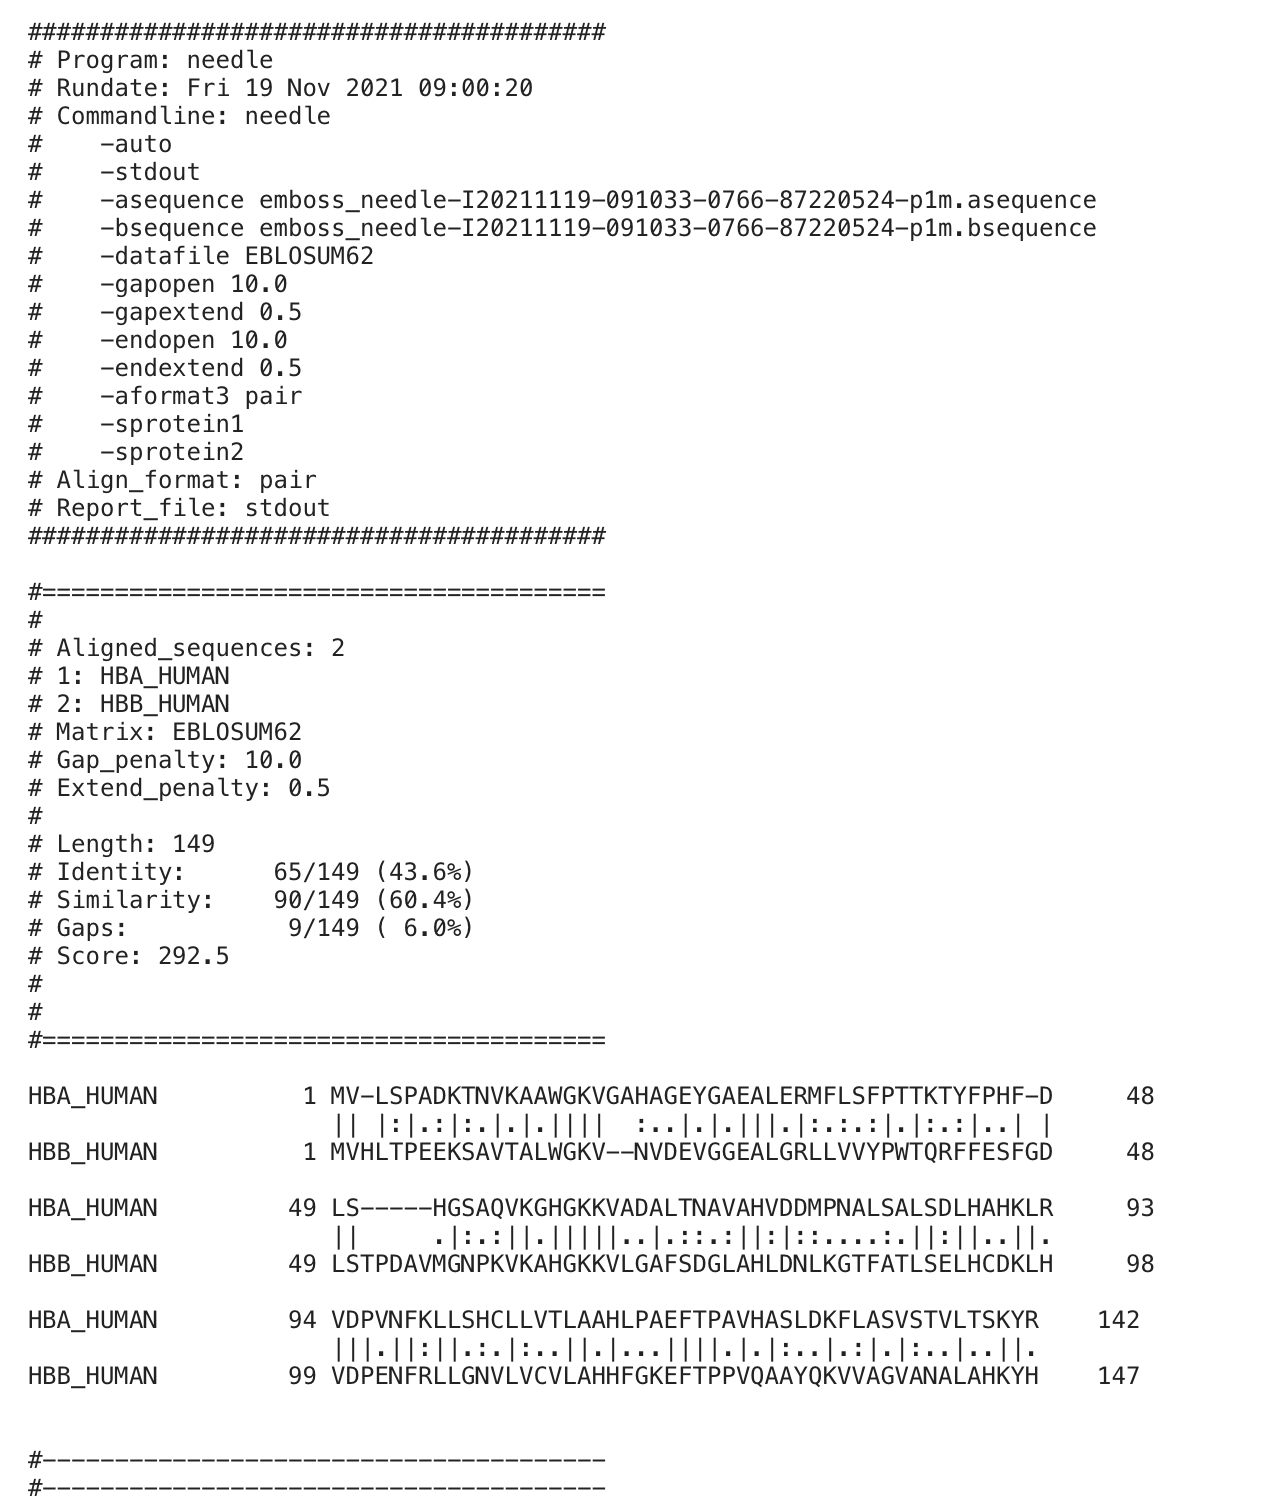 ########################################
# Program: needle
# Rundate: Fri 19 Nov 2021 09:00:20
# Commandline: needle
#    -auto
#    -stdout
#    -asequence emboss_needle-I20211119-091033-0766-87220524-p1m.asequence
#    -bsequence emboss_needle-I20211119-091033-0766-87220524-p1m.bsequence
#    -datafile EBLOSUM62
#    -gapopen 10.0
#    -gapextend 0.5
#    -endopen 10.0
#    -endextend 0.5
#    -aformat3 pair
#    -sprotein1
#    -sprotein2
# Align_format: pair
# Report_file: stdout
########################################

#=======================================
#
# Aligned_sequences: 2
# 1: HBA_HUMAN
# 2: HBB_HUMAN
# Matrix: EBLOSUM62
# Gap_penalty: 10.0
# Extend_penalty: 0.5
#
# Length: 149
# Identity:      65/149 (43.6%)
# Similarity:    90/149 (60.4%)
# Gaps:           9/149 ( 6.0%)
# Score: 292.5
#
#
#=======================================

HBA_HUMAN          1 MV-LSPADKTNVKAAWGKVGAHAGEYGAEALERMFLSFPTTKTYFPHF-D     48
                     || |:|.:|:.|.|.||||  :..|.|.|||.|:.:.:|.|:.:|..| |
HBB_HUMAN          1 MVHLTPEEKSAVTALWGKV--NVDEVGGEALGRLLVVYPWTQRFFESFGD     48

HBA_HUMAN         49 LS-----HGSAQVKGHGKKVADALTNAVAHVDDMPNALSALSDLHAHKLR     93
                     ||     .|:.:||.|||||..|.::.:||:|::....:.||:||..||.
HBB_HUMAN         49 LSTPDAVMGNPKVKAHGKKVLGAFSDGLAHLDNLKGTFATLSELHCDKLH     98

HBA_HUMAN         94 VDPVNFKLLSHCLLVTLAAHLPAEFTPAVHASLDKFLASVSTVLTSKYR    142
                     |||.||:||.:.|:..||.|...||||.|.|:..|.:|.|:..|..||.
HBB_HUMAN         99 VDPENFRLLGNVLVCVLAHHFGKEFTPPVQAAYQKVVAGVANALAHKYH    147

#---------------------------------------
#---------------------------------------